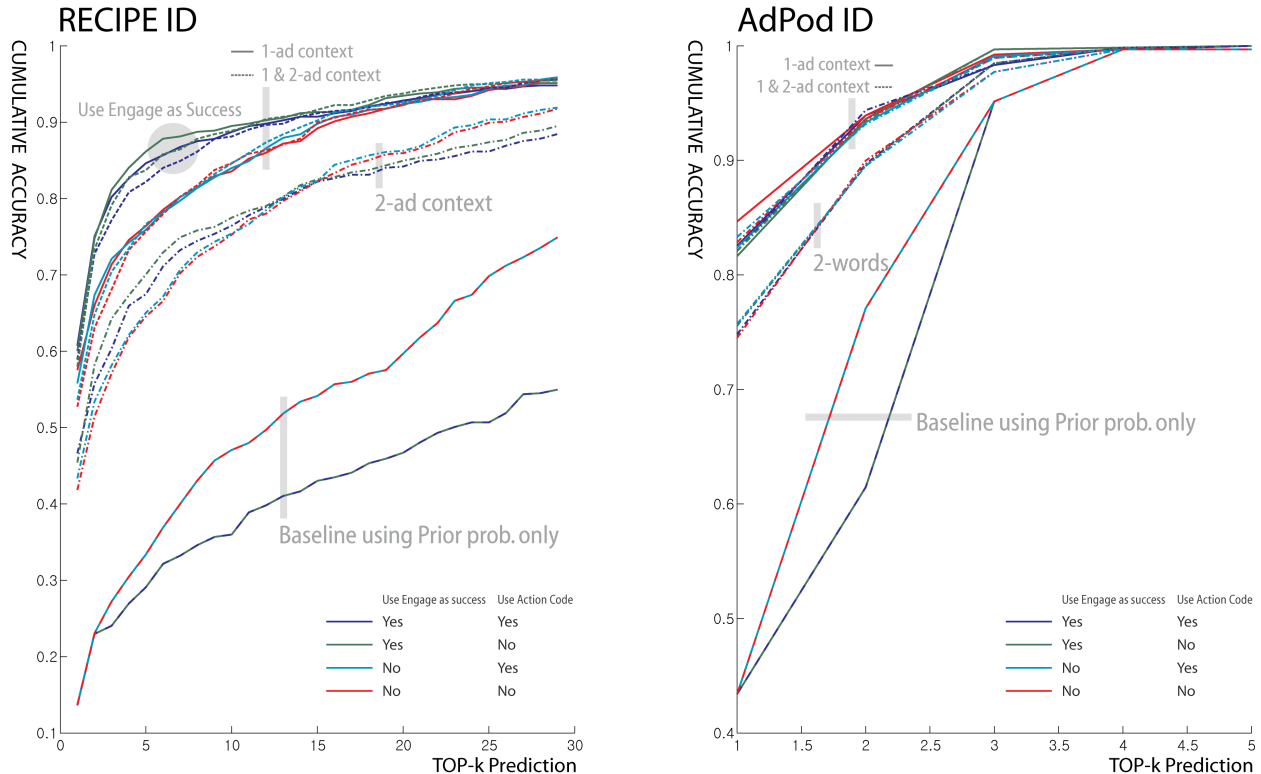 RECIPE ID
CUMULATIVE ACCURACY
1
0.9
0.8
0.7
0.6
0.5
0.4
0.3
0.2
0.1
1-ad context
1 & 2-ad context
Use Engage as Success
2-ad context
Baseline using Prior prob. only
Use Engage as success Use Action Code
Yes Yes
Yes No
No Yes
No No
0 5 10 15 20 25 30
TOP-k Prediction
AdPod ID
CUMULATIVE ACCURACY
1
0.9
0.8
0.7
0.6
0.5
0.4
1-ad context
1 & 2-ad context
2-words
Baseline using Prior prob. only
Use Engage as success Use Action Code
Yes Yes
Yes No
No Yes
No No
1 1.5 2 2.5 3 3.5 4 4.5 5
TOP-k Prediction